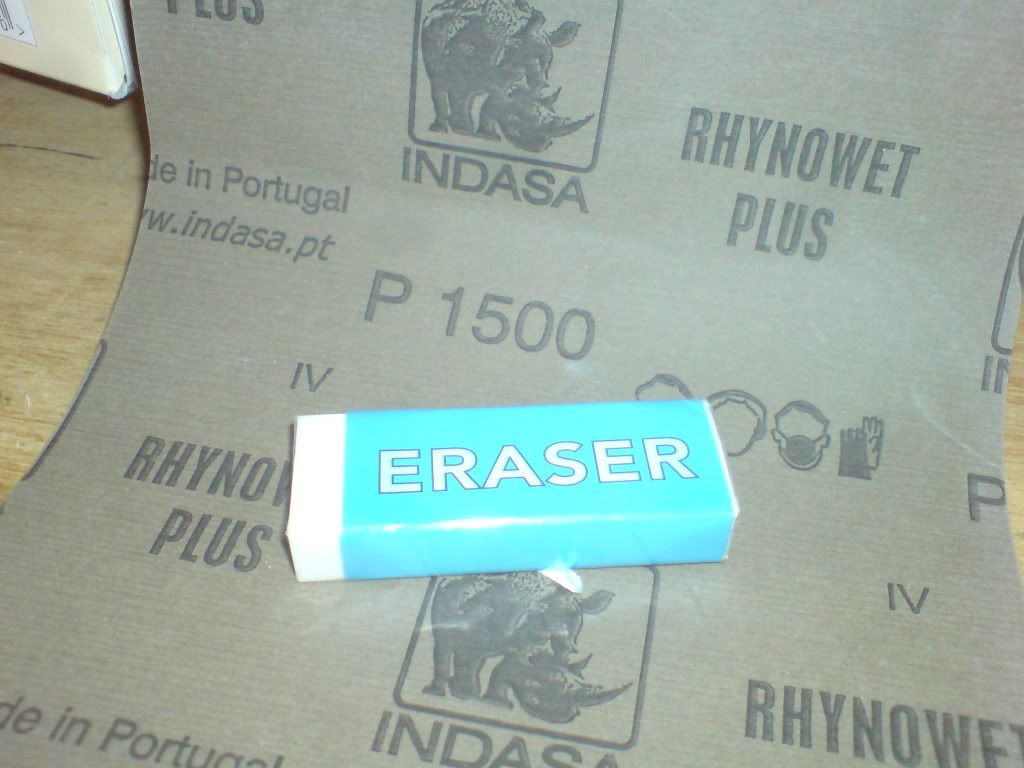 PLUS
INDASA
RHYNOWET
PLUS
de in Portugal
w.indasa.pt
P 1500
IV
ERASER
RHYNOW
PLUS
P
IV
INDASA
RHYNOWET
de in Portugal
IN